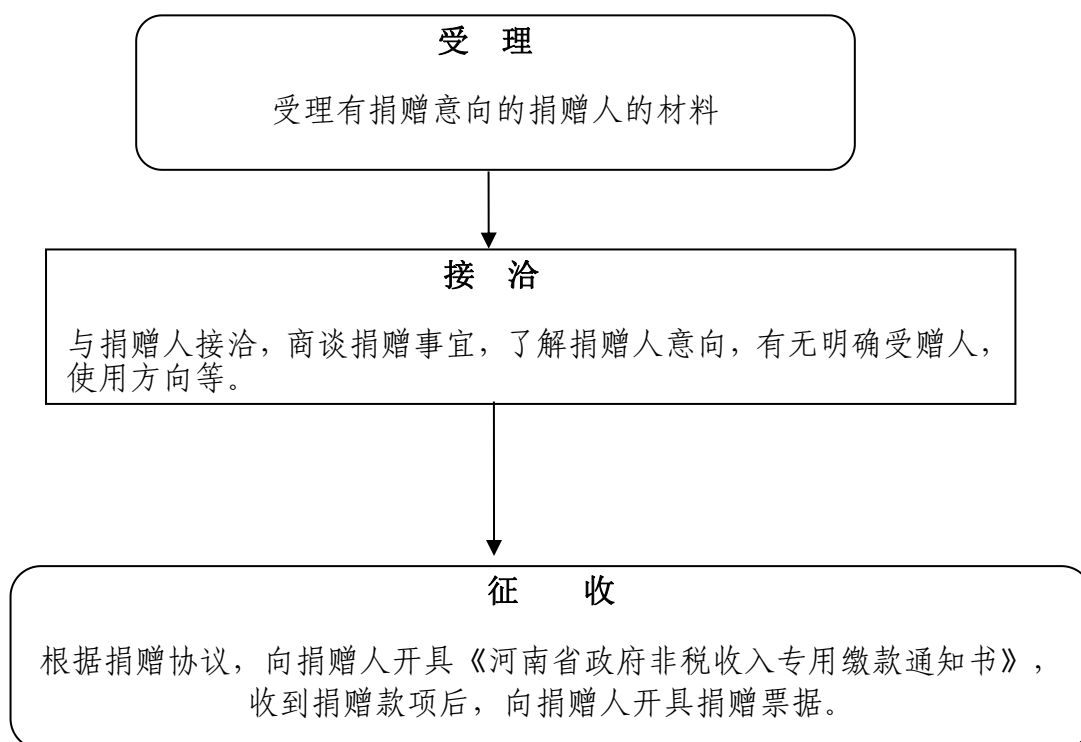 受 理
受理有捐赠意向的捐赠人的材料
接 洽
与捐赠人接洽，商谈捐赠事宜，了解捐赠人意向，有无明确受赠人，
使用方向等。
征 收
根据捐赠协议，向捐赠人开具《河南省政府非税收入专用缴款通知书》，
收到捐赠款项后，向捐赠人开具捐赠票据。